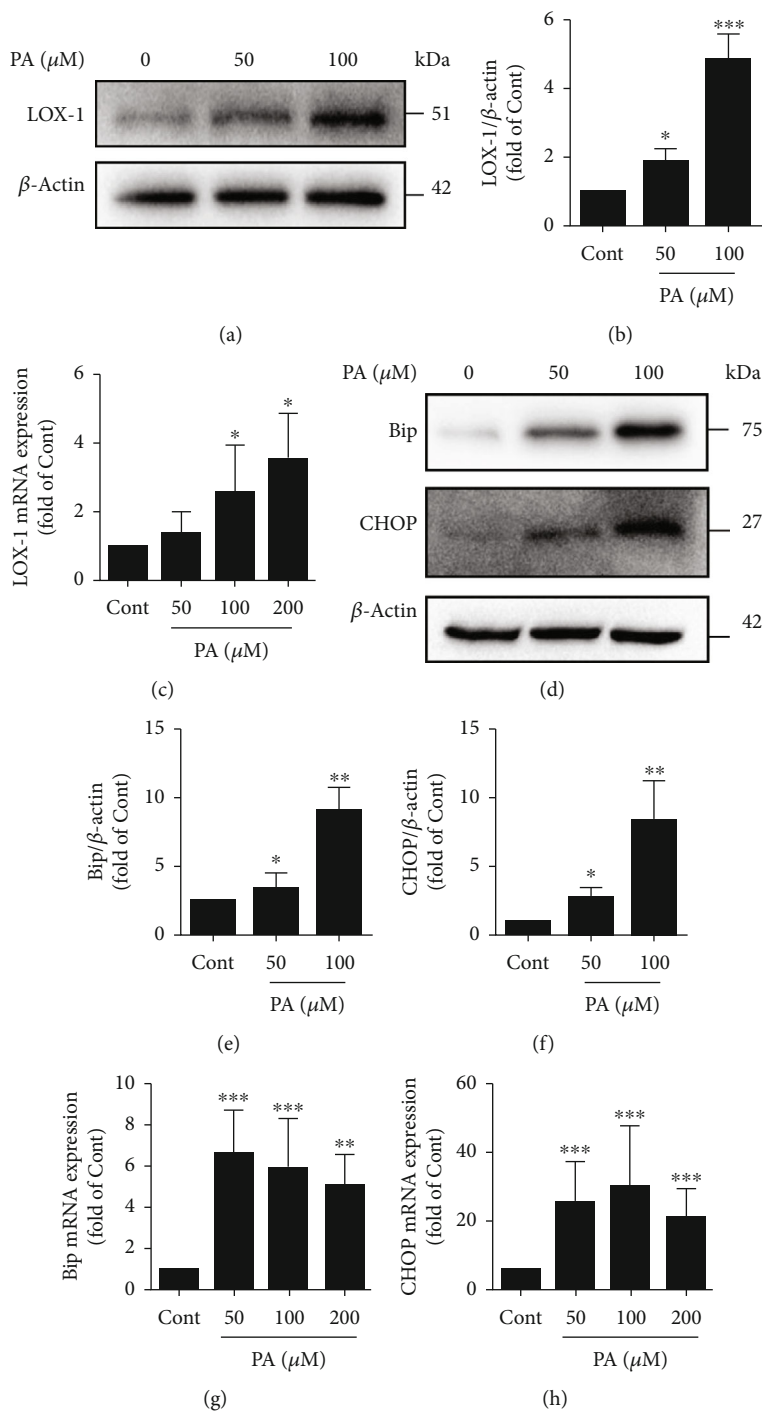 PA (μM) 0 50 100 kDa
LOX-1 51
β-Actin 42
(a)
LOX-1/β-actin
(fold of Cont)
6
4
2
0
*
***
Cont 50 100
PA (μM)
(b)
LOX-1 mRNA expression
(fold of Cont)
6
4
2
0
*
*
Cont 50 100 200
PA (μM)
(c)
PA (μM) 0 50 100 kDa
Bip 75
CHOP 27
β-Actin 42
(d)
Bip/β-actin
(fold of Cont)
15
10
5
0
*
**
Cont 50 100
PA (μM)
(e)
CHOP/β-actin
(fold of Cont)
15
10
5
0
*
**
Cont 50 100
PA (μM)
(f)
Bip mRNA expression
(fold of Cont)
10
8
6
4
2
0
***
***
**
Cont 50 100 200
PA (μM)
(g)
CHOP mRNA expression
(fold of Cont)
60
40
20
0
***
***
***
Cont 50 100 200
PA (μM)
(h)